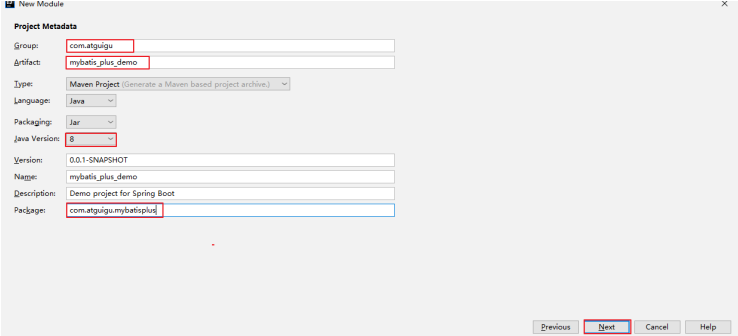 New Module
Project Metadata
Group: com.atguigu
Artifact: mybatis_plus_demo
Type: Maven Project (Generate a Maven based project archive.)
Language: Java
Packaging: Jar
Java Version: 8
Version: 0.0.1-SNAPSHOT
Name: mybatis_plus_demo
Description: Demo project for Spring Boot
Package: com.atguigu.mybatisplus
Previous Next Cancel Help